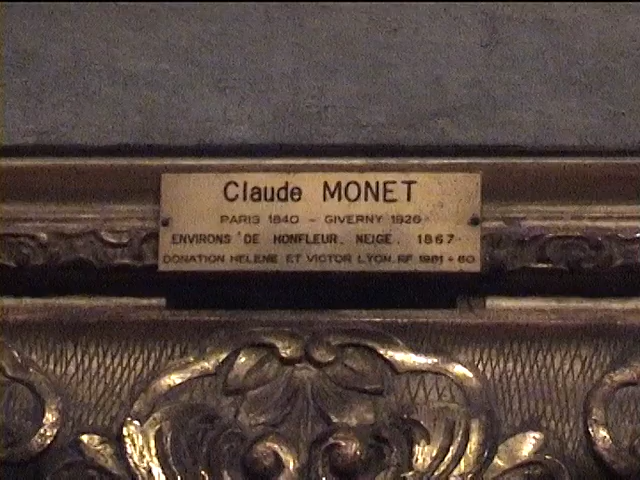 Claude MONET
PARIS 1840 - GIVERNY 1926
ENVIRONS DE HONFLEUR. NEIGE. 1867
DONATION HELENE ET VICTOR LYON. RF 1961 - 60